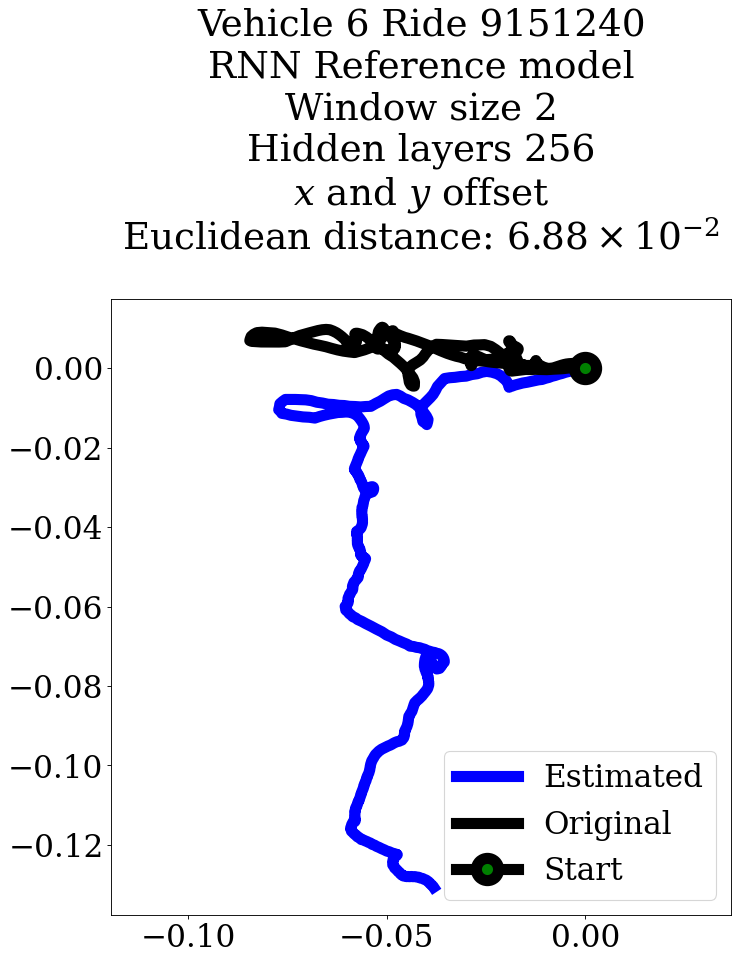 Vehicle 6 Ride 9151240
RNN Reference model
Window size 2
Hidden layers 256
x and y offset
Euclidean distance: 6.88 × 10⁻²
0.00
−0.02
−0.04
−0.06
−0.08
−0.10
−0.12
Estimated
Original
Start
−0.10 −0.05 0.00